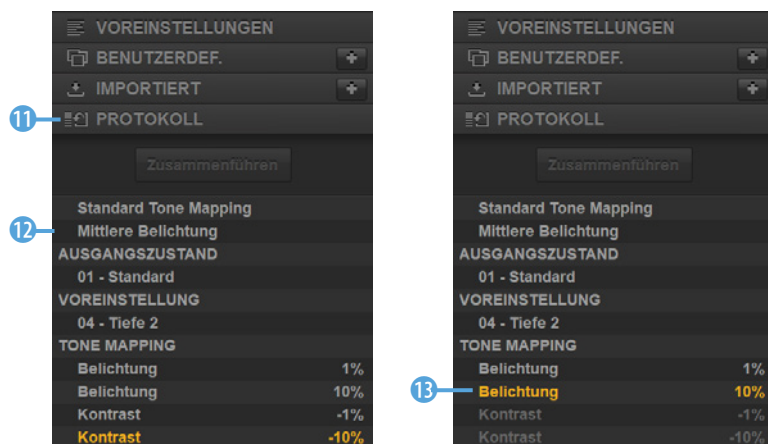 VOREINSTELLUNGEN
BENUTZERDEF.
IMPORTIERT
11 PROTOKOLL
Zusammenführen
Standard Tone Mapping
12 Mittlere Belichtung
AUSGANGSZUSTAND
01 - Standard
VOREINSTELLUNG
04 - Tiefe 2
TONE MAPPING
Belichtung 1%
Belichtung 10%
Kontrast -1%
Kontrast -10%
VOREINSTELLUNGEN
BENUTZERDEF.
IMPORTIERT
PROTOKOLL
Zusammenführen
Standard Tone Mapping
Mittlere Belichtung
AUSGANGSZUSTAND
01 - Standard
VOREINSTELLUNG
04 - Tiefe 2
TONE MAPPING
Belichtung 1%
13 Belichtung 10%
Kontrast -1%
Kontrast -10%